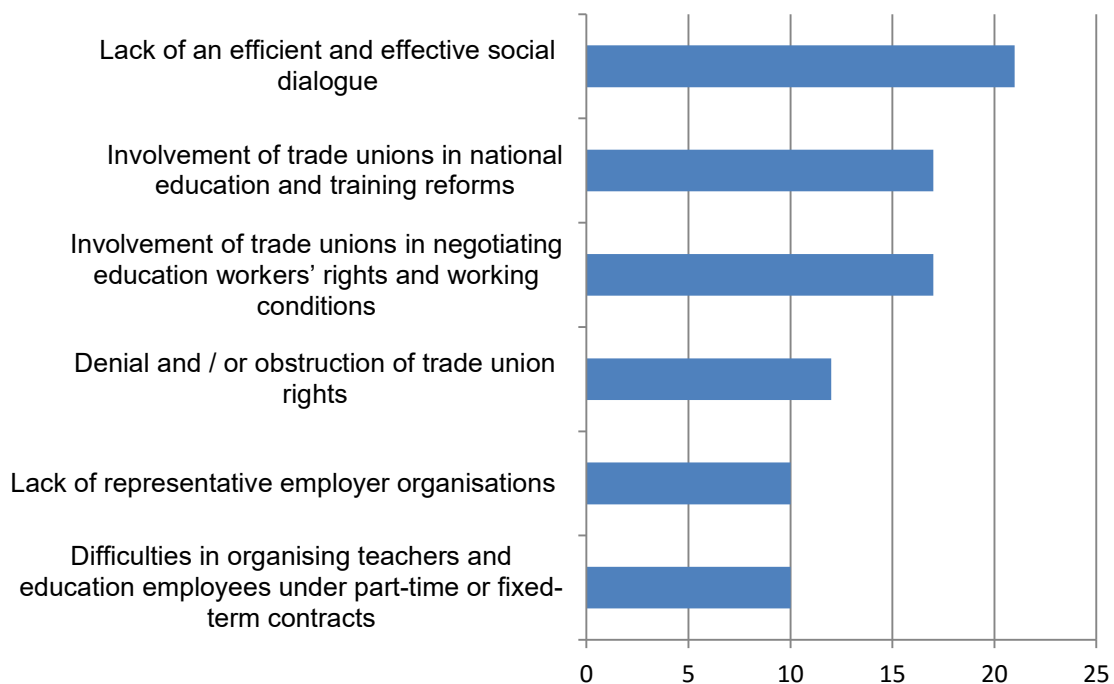 Lack of an efficient and effective social
dialogue
Involvement of trade unions in national
education and training reforms
Involvement of trade unions in negotiating
education workers’ rights and working
conditions
Denial and / or obstruction of trade union
rights
Lack of representative employer organisations
Difficulties in organising teachers and
education employees under part-time or fixed-
term contracts
0 5 10 15 20 25